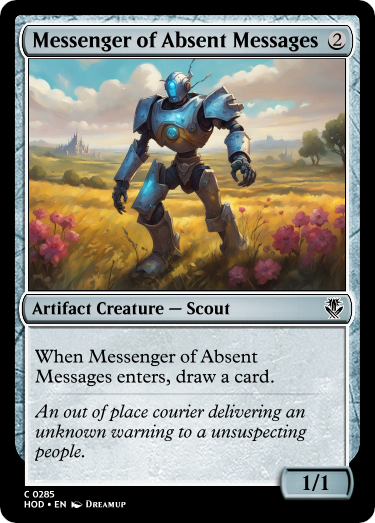 Messenger of Absent Messages 2
Artifact Creature — Scout
When Messenger of Absent
Messages enters, draw a card.
An out of place courier delivering an
unknown warning to a unsuspecting
people.
1/1
C 0285
HOD • EN DREAMUP